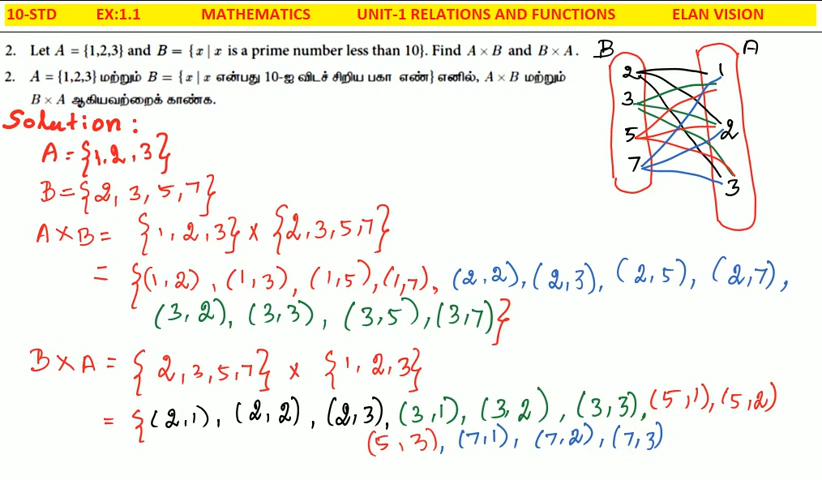 10-STD EX:1.1 MATHEMATICS UNIT-1 RELATIONS AND FUNCTIONS ELAN VISION
2. Let A = {1,2,3} and B = {x | x is a prime number less than 10}. Find A × B and B × A.
2. A = {1,2,3} மற்றும் B = {x | x என்பது 10-ஐ விடச் சிறிய பகா எண்} எனில், A × B மற்றும்
B × A ஆகியவற்றைக் காண்க.
B A
2 1
3
5 2
7 3
Solution :
A = {1,2,3}
B = {2, 3, 5, 7}
A X B = {1, 2, 3} x {2,3,5,7}
= {(1,2), (1,3), (1,5), (1,7), (2,2), (2,3), (2,5), (2,7),
(3,2), (3,3), (3,5), (3,7)}
B X A = {2,3,5,7} x {1,2,3}
= {(2,1), (2,2), (2,3), (3,1), (3,2), (3,3), (5,1), (5,2)
(5,3), (7,1), (7,2), (7,3)